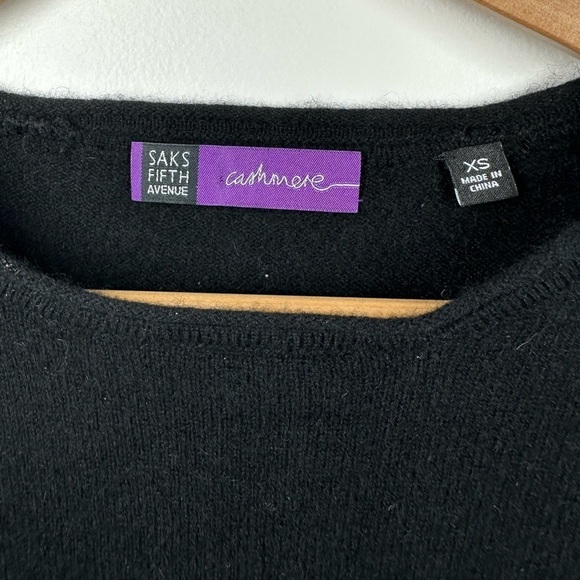 SAKS
FIFTH
AVENUE
cashmere
XS
MADE IN
CHINA